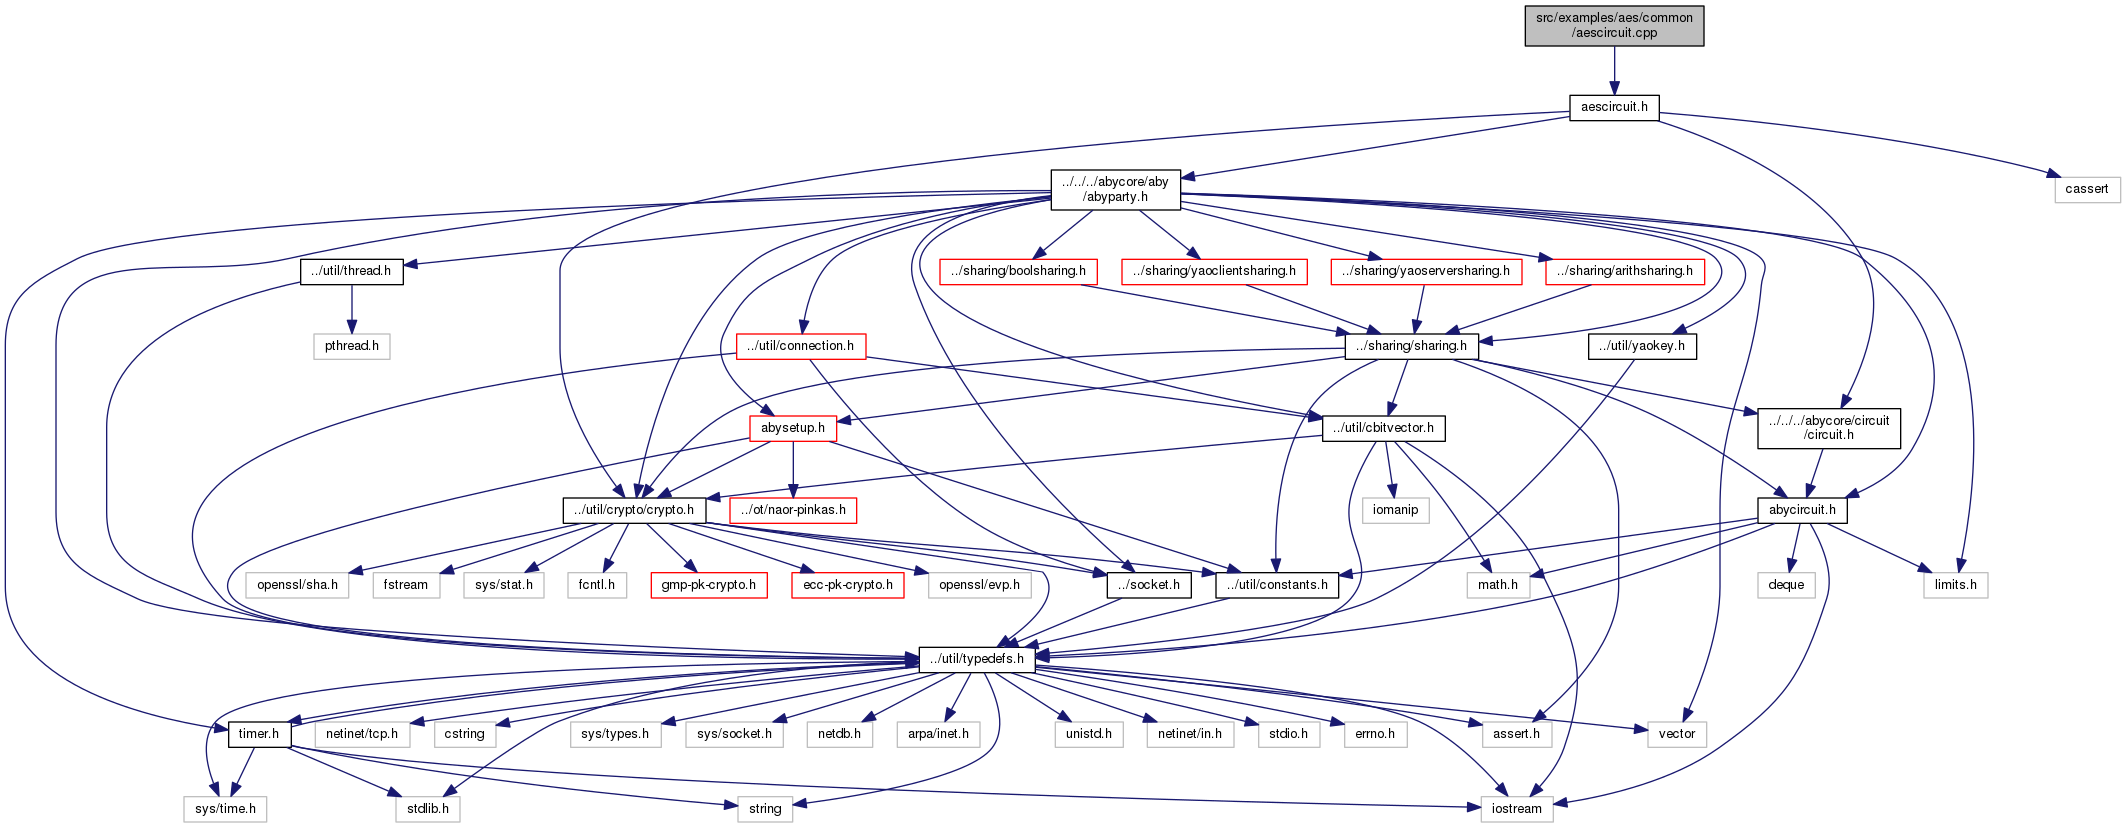 src/examples/aes/common
/aescircuit.cpp
aescircuit.h
../../../abycore/aby
/abyparty.h
cassert
../util/thread.h
../sharing/boolsharing.h
../sharing/yaoclientsharing.h
../sharing/yaoserversharing.h
../sharing/arithsharing.h
pthread.h
../util/connection.h
../sharing/sharing.h
../util/yaokey.h
abysetup.h
../util/cbitvector.h
../../../abycore/circuit
/circuit.h
../util/crypto/crypto.h
../ot/naor-pinkas.h
iomanip
abycircuit.h
openssl/sha.h
fstream
sys/stat.h
fcntl.h
gmp-pk-crypto.h
ecc-pk-crypto.h
openssl/evp.h
.../socket.h
../util/constants.h
math.h
deque
limits.h
../util/typedefs.h
timer.h
netinet/tcp.h
cstring
sys/types.h
sys/socket.h
netdb.h
arpa/inet.h
unistd.h
netinet/in.h
stdio.h
errno.h
assert.h
vector
sys/time.h
stdlib.h
string
iostream